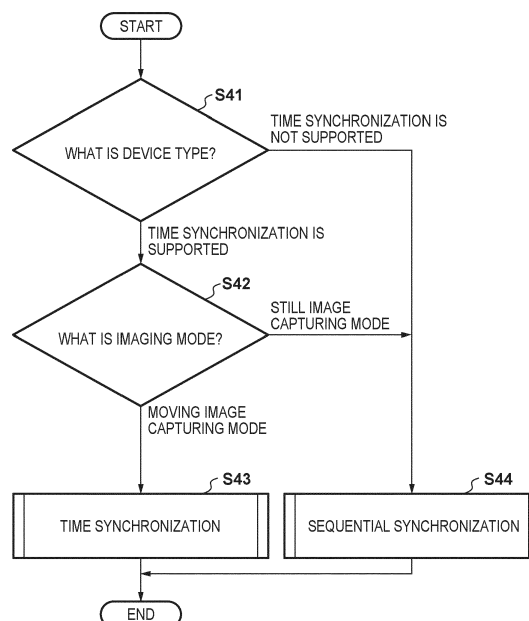 START
S41
TIME SYNCHRONIZATION IS
NOT SUPPORTED
WHAT IS DEVICE TYPE?
TIME SYNCHRONIZATION IS
SUPPORTED
S42
STILL IMAGE
CAPTURING MODE
WHAT IS IMAGING MODE?
MOVING IMAGE
CAPTURING MODE
S43
S44
TIME SYNCHRONIZATION
SEQUENTIAL SYNCHRONIZATION
END